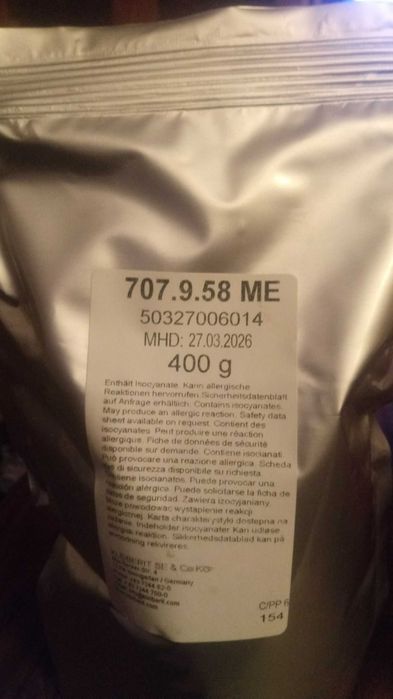 707.9.58 ME
50327006014
MHD: 27.03.2026
400 g
Enthält Isocyanate. Kann allergische
Reaktionen hervorrufen. Sicherheitsdatenblatt
auf Anfrage erhältlich. Contains isocyanates.
May produce an allergic reaction. Safety data
sheet available on request. Contient des
isocyanates. Peut produire une réaction
allergique. Fiche de données de sécurité
disponible sur demande. Contiene isocianati.
Può provocare una reazione allergica. Scheda
di sicurezza disponibile su richiesta.
isocianatos. Puede provocar una
alérgica. Puede solicitarse la ficha de
de seguridad. Zawiera izocyjaniany.
powodować wystąpienie reakcji
Karta charakterystyki dostępna na
Indeholder isocyanater. Kan udløse
reaktion. Sikkerhedsdatablad kan på
rekvireres.
SE & Co. KG
/ Germany
C/PP
154